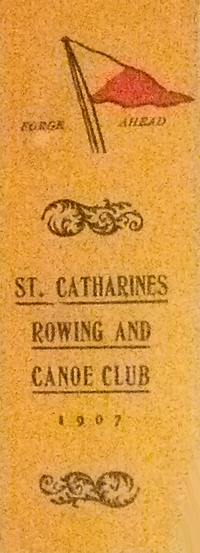 FORGE AHEAD
ST. CATHARINES
ROWING AND
CANOE CLUB
1907